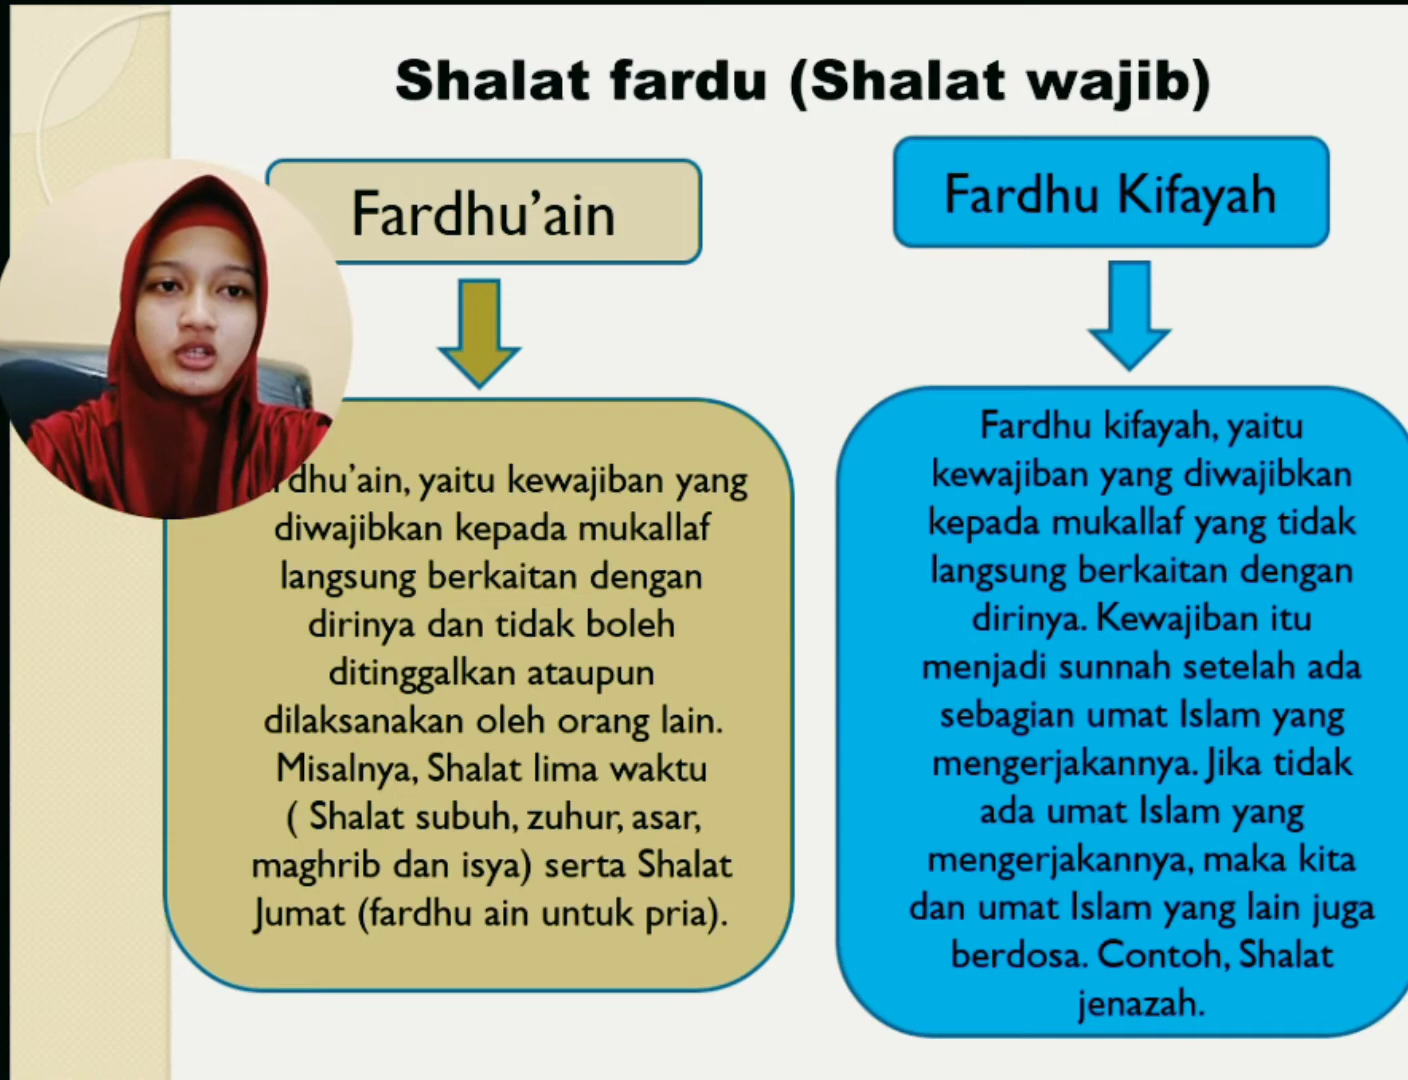 Shalat fardu (Shalat wajib)
Fardhu'ain
dhu'ain, yaitu kewajiban yang
diwajibkan kepada mukallaf
langsung berkaitan dengan
dirinya dan tidak boleh
ditinggalkan ataupun
dilaksanakan oleh orang lain.
Misalnya, Shalat lima waktu
( Shalat subuh, zuhur, asar,
maghrib dan isya) serta Shalat
Jumat (fardhu ain untuk pria).
Fardhu Kifayah
Fardhu kifayah, yaitu
kewajiban yang diwajibkan
kepada mukallaf yang tidak
langsung berkaitan dengan
dirinya. Kewajiban itu
menjadi sunnah setelah ada
sebagian umat Islam yang
mengerjakannya. Jika tidak
ada umat Islam yang
mengerjakannya, maka kita
dan umat Islam yang lain juga
berdosa. Contoh, Shalat
jenazah.